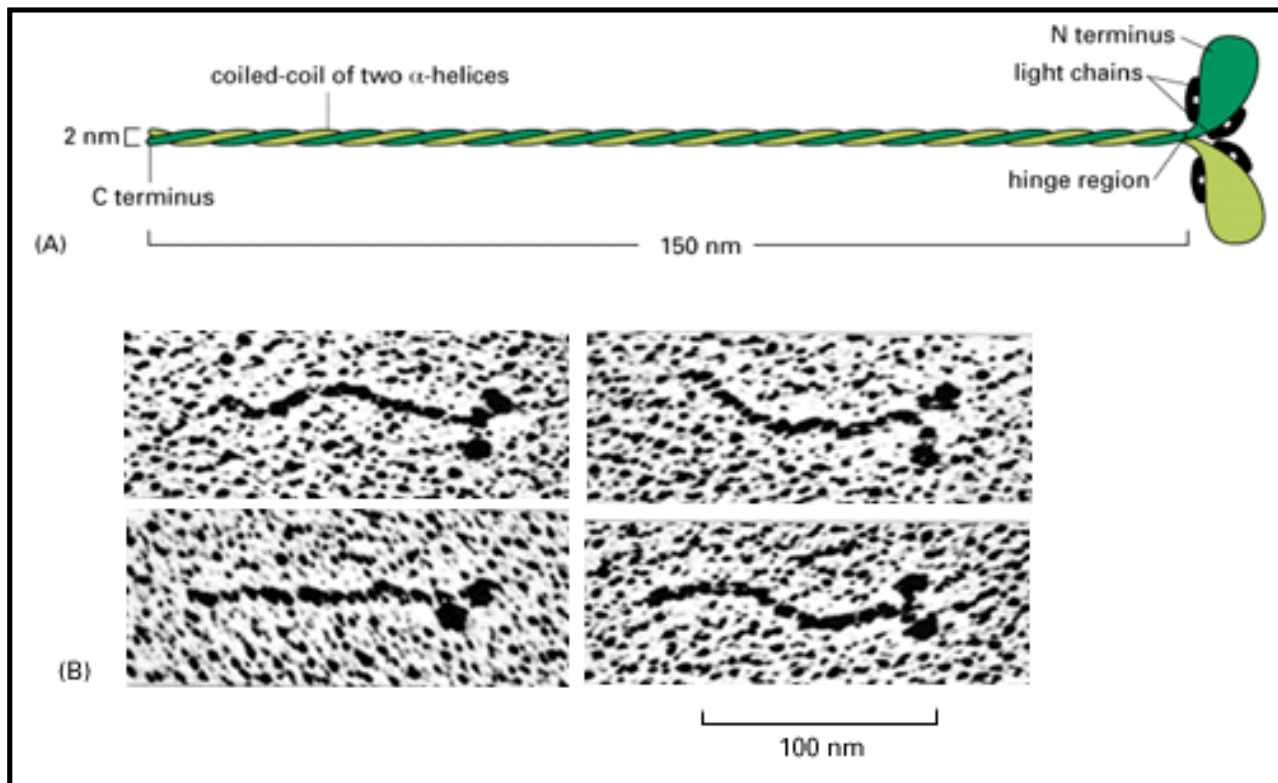 N terminus
light chains
coiled-coil of two α-helices
2 nm
hinge region
C terminus
(A)
150 nm
(B)
100 nm